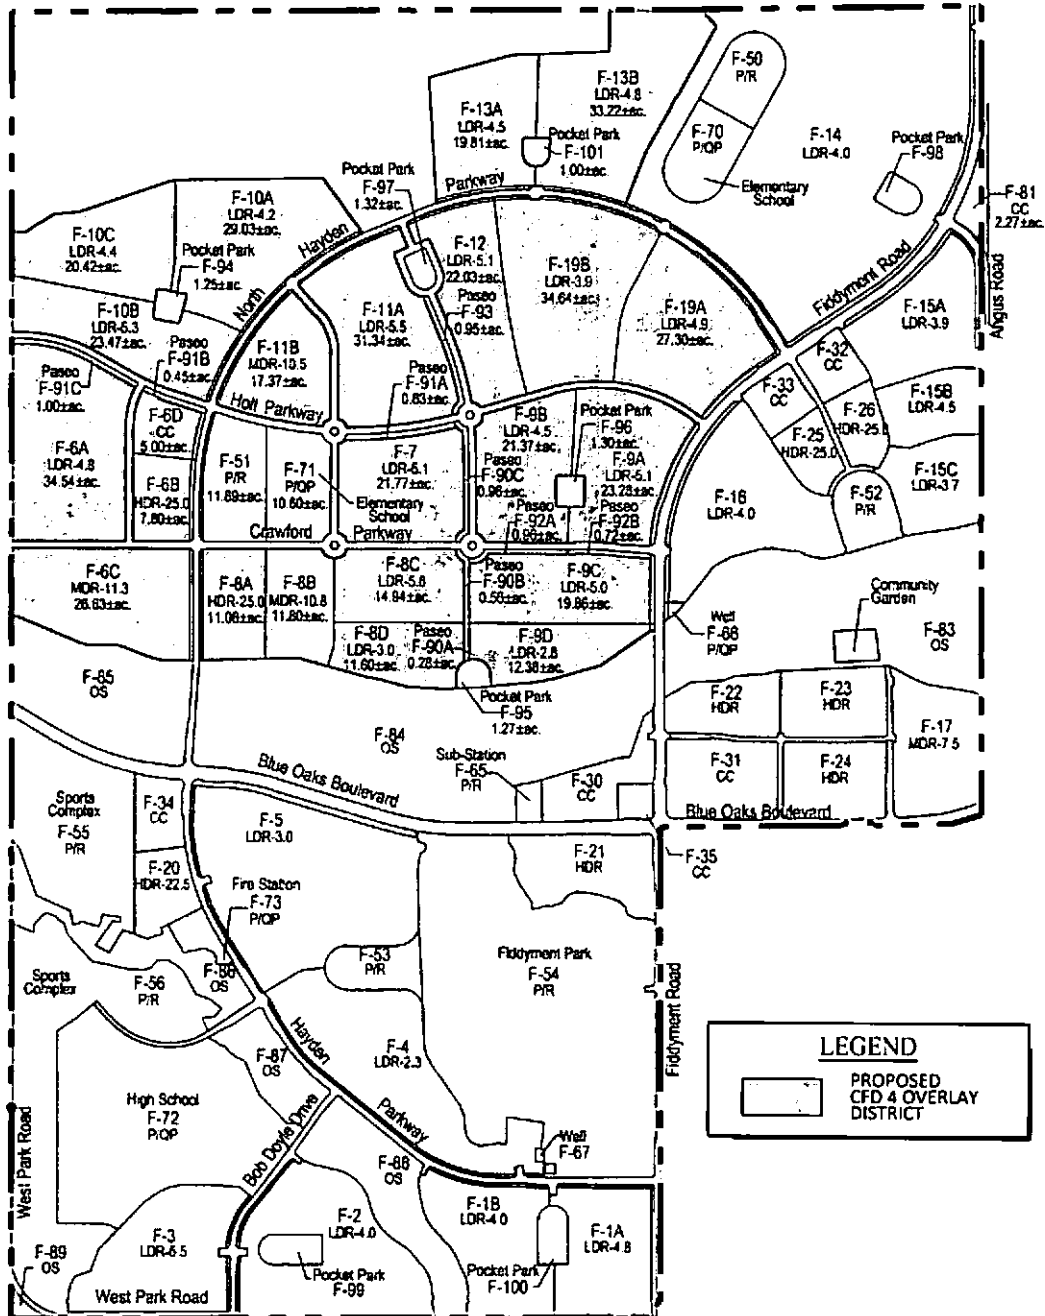 F-50
P/R
F-13B
LDR-4.8
33.22±ac.
F-13A
LDR-4.5
19.81±ac.
F-70
P/QP
F-14
LDR-4.0
Pocket Park
F-101
1.00±ac.
Pocket Park
F-98
Elementary
School
F-81
CC
2.27±ac.
Pocket Park
F-97
1.32±ac.
Parkway
Hayden
North
F-10A
LDR-4.2
29.03±ac.
F-10C
LDR-4.4
20.42±ac.
Pocket Park
F-94
1.25±ac.
F-12
LDR-5.1
22.03±ac.
F-19B
LDR-3.9
34.64±ac.
Fiddyment Road
Angus Road
F-10B
LDR-5.3
23.47±ac.
F-11A
LDR-5.5
31.34±ac.
Paseo
F-93
0.95±ac.
F-19A
LDR-4.9
27.30±ac.
F-15A
LDR-3.9
Paseo
F-91B
0.45±ac.
F-11B
MDR-10.5
17.37±ac.
Paseo
F-91A
0.83±ac.
F-32
CC
Paseo
F-91C
1.00±ac.
Holt Parkway
F-33
CC
F-15B
LDR-4.5
F-6D
CC
5.00±ac.
F-9B
LDR-4.5
21.37±ac.
Pocket Park
F-96
1.30±ac.
F-26
HDR-25.0
F-25
HDR-25.0
F-6A
LDR-4.8
34.54±ac.
F-51
P/R
11.89±ac.
F-71
P/QP
10.60±ac.
F-7
LDR-5.1
21.77±ac.
Paseo
F-90C
0.96±ac.
F-9A
LDR-5.1
23.28±ac.
F-15C
LDR-3.7
F-6B
HDR-25.0
7.80±ac.
Elementary
School
Paseo
F-92A
0.96±ac.
Paseo
F-92B
0.72±ac.
F-16
LDR-4.0
F-52
P/R
Crawford Parkway
F-6C
MDR-11.3
26.63±ac.
F-8A
HDR-25.0
11.06±ac.
F-8B
MDR-10.8
11.80±ac.
F-8C
LDR-5.8
14.94±ac.
Paseo
F-90B
0.56±ac.
F-9C
LDR-5.0
19.86±ac.
Community
Garden
Well
F-66
P/QP
F-83
OS
F-8D
LDR-3.0
11.60±ac.
Paseo
F-90A
0.28±ac.
F-9D
LDR-2.8
12.38±ac.
F-85
OS
Pocket Park
F-95
1.27±ac.
F-22
HDR
F-23
HDR
F-17
MDR-7.5
F-84
OS
Sub-Station
F-65
P/R
F-30
CC
F-31
CC
F-24
HDR
Blue Oaks Boulevard
Blue Oaks Boulevard
Sports
Complex
F-55
P/R
F-34
CC
F-5
LDR-3.0
F-21
HDR
F-35
CC
F-20
HDR-22.5
Fire Station
F-73
P/QP
F-53
P/R
Fiddyment Park
F-54
P/R
Sports
Complex
F-56
P/R
F-86
OS
Fiddyment Road
Hayden
Parkway
F-87
OS
F-4
LDR-2.3
LEGEND
PROPOSED
CFD 4 OVERLAY
DISTRICT
High School
F-72
P/QP
Bob Doyle Drive
West Park Road
Well
F-67
F-88
OS
F-1B
LDR-4.0
F-2
LDR-4.0
F-1A
LDR-4.8
F-3
LDR-6.5
F-89
OS
Pocket Park
F-99
Pocket Park
F-100
West Park Road